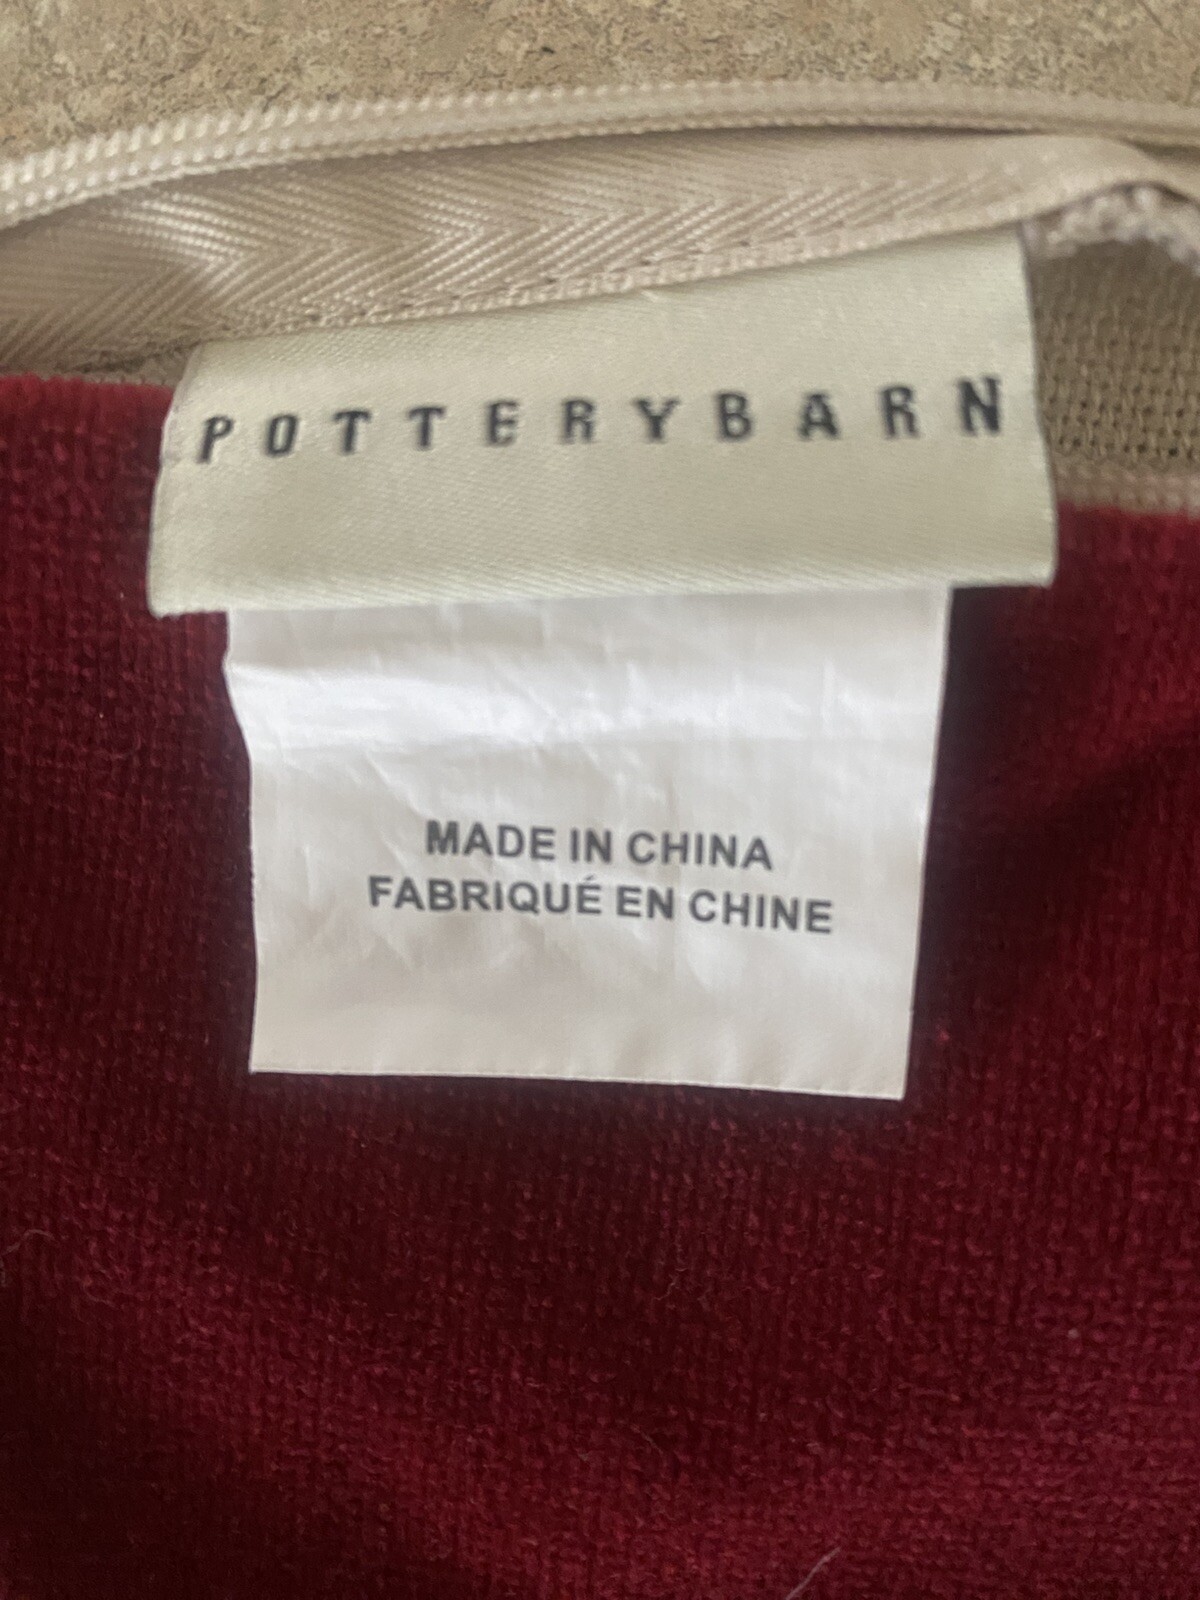 POTTERYBARN
MADE IN CHINA
FABRIQUÉ EN CHINE